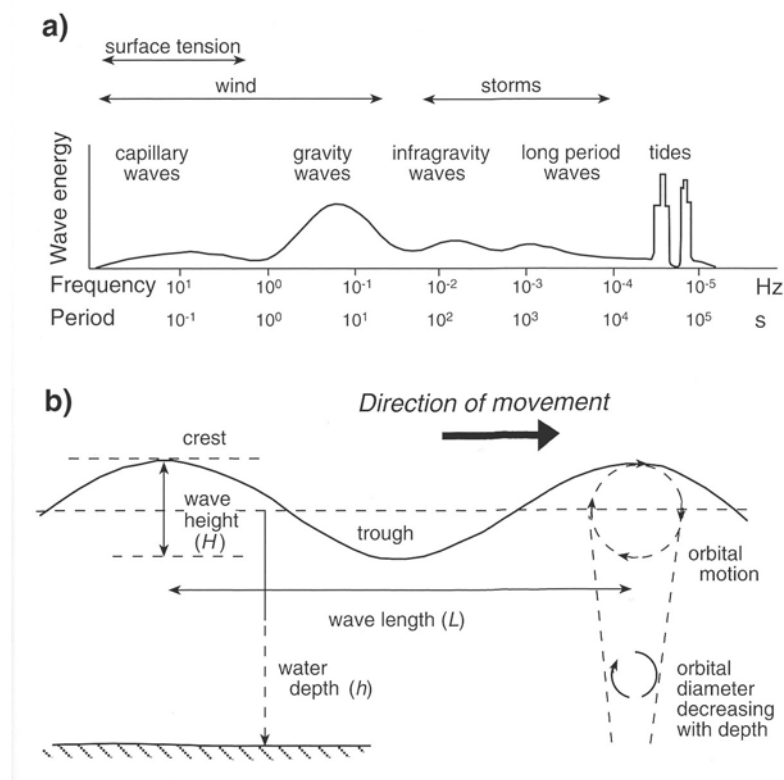 a)
surface tension
wind storms
capillary waves gravity waves infragravity waves long period waves tides
Wave energy
Frequency 10¹ 10⁰ 10⁻¹ 10⁻² 10⁻³ 10⁻⁴ 10⁻⁵ Hz
Period 10⁻¹ 10⁰ 10¹ 10² 10³ 10⁴ 10⁵ s
b)
Direction of movement
crest
wave
height
(H)
trough
orbital
motion
wave length (L)
water
depth (h)
orbital
diameter
decreasing
with depth